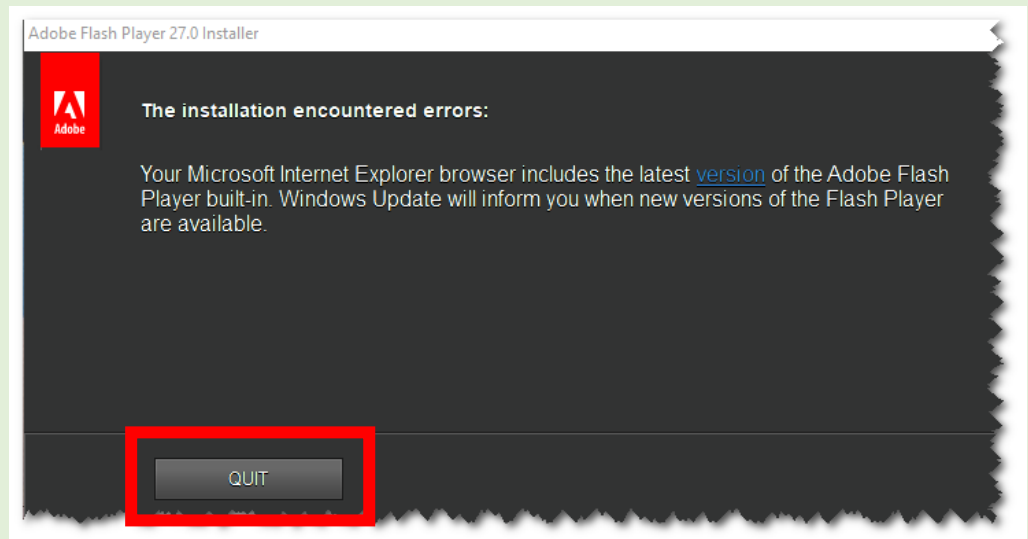 Adobe Flash Player 27.0 Installer
Adobe
The installation encountered errors:
Your Microsoft Internet Explorer browser includes the latest version of the Adobe Flash
Player built-in. Windows Update will inform you when new versions of the Flash Player
are available.
QUIT